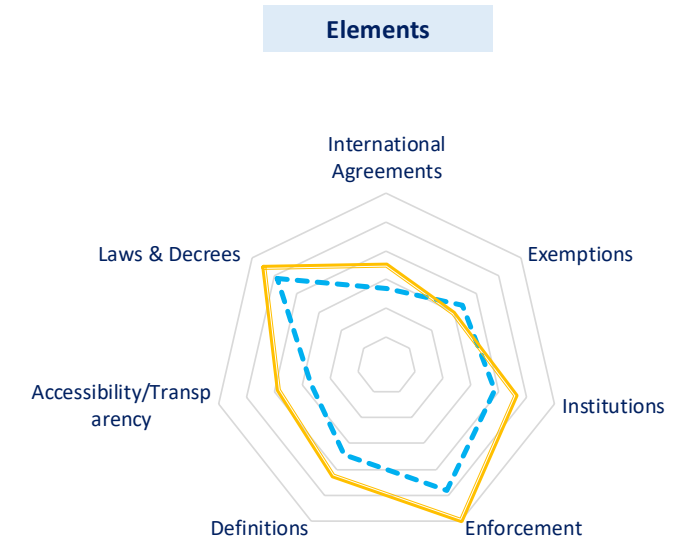 Elements
International
Agreements
Laws & Decrees
Exemptions
Accessibility/Transp
arency
Institutions
Definitions
Enforcement